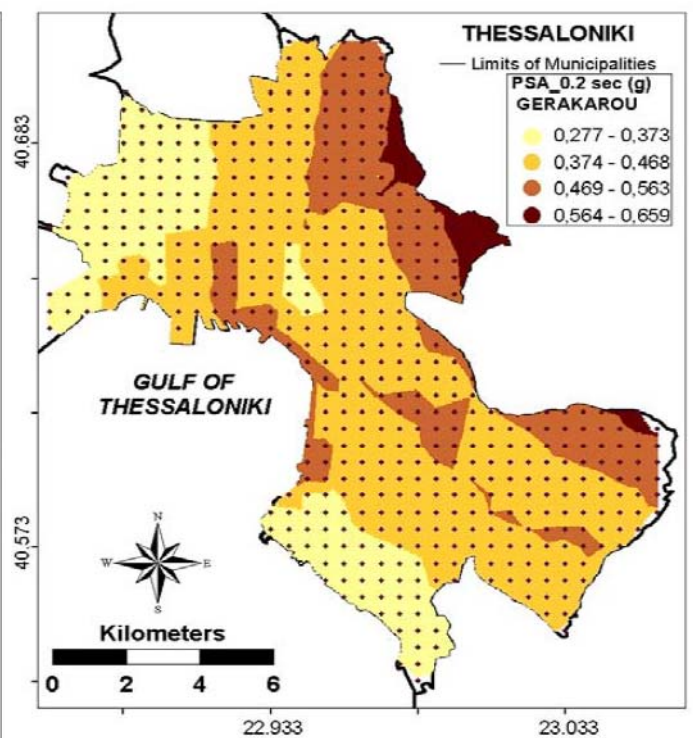 THESSALONIKI
Limits of Municipalities
PSA_0.2 sec (g)
GERAKAROU
0,277 - 0,373
0,374 - 0,468
0,469 - 0,563
0,564 - 0,659
40.683
GULF OF
THESSALONIKI
40.573
N
W E
S
Kilometers
0 2 4 6
22.933 23.033